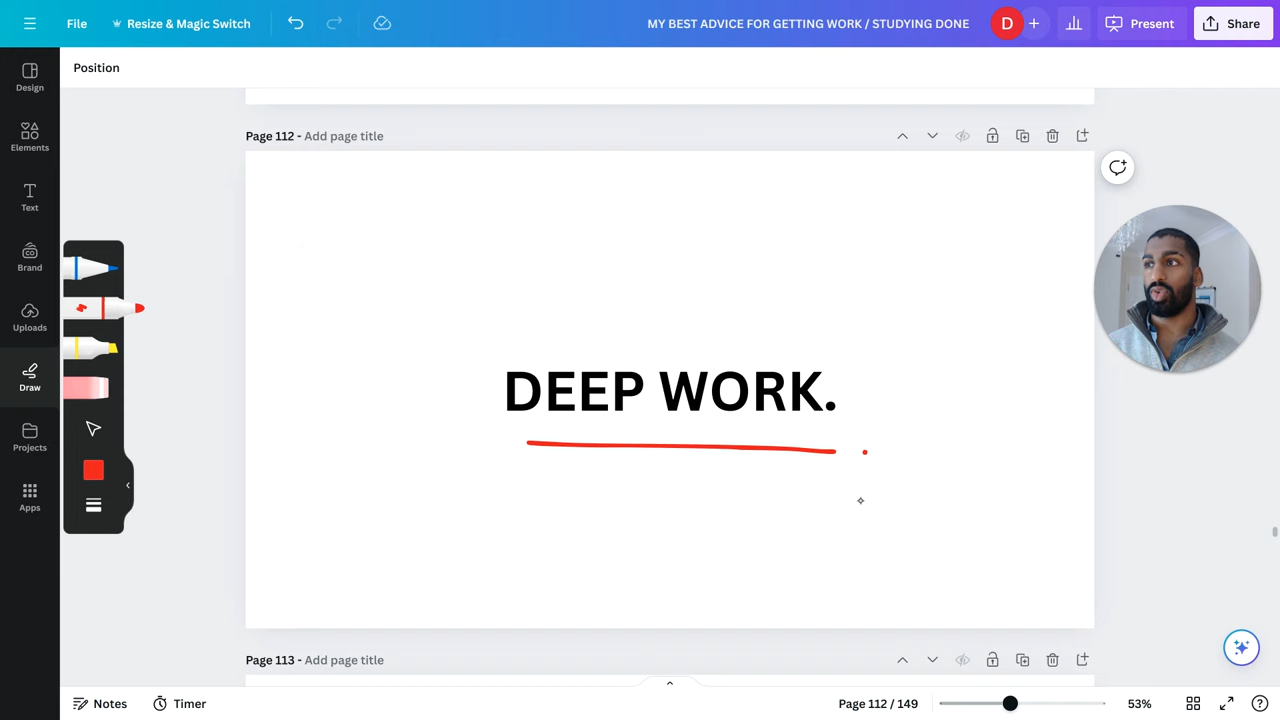 File
Resize & Magic Switch
MY BEST ADVICE FOR GETTING WORK / STUDYING DONE
D
Present
Share
Position
Design
Elements
Text
Brand
Uploads
Draw
Projects
Apps
Page 112 - Add page title
DEEP WORK.
Page 113 - Add page title
Notes
Timer
Page 112 / 149
53%